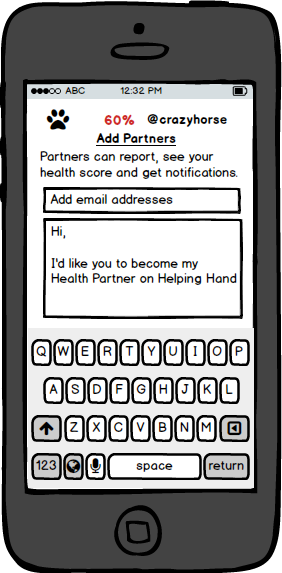 ABC 12:32 PM
60% @crazyhorse
Add Partners
Partners can report, see your
health score and get notifications.
Add email addresses
Hi,
I'd like you to become my
Health Partner on Helping Hand
Q W E R T Y U I O P
A S D F G H J K L
Z X C V B N M
123 space return